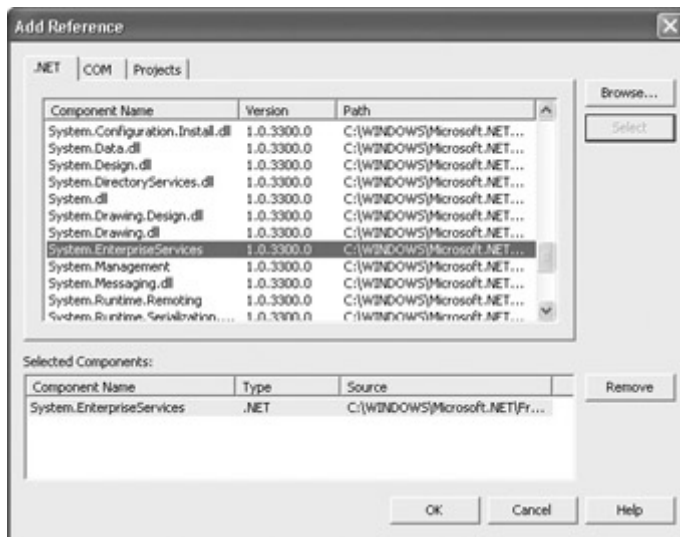 Add Reference
.NET COM Projects
Browse...
Component Name Version Path
Select
System.Configuration.Install.dll 1.0.3300.0 C:\WINDOWS\Microsoft.NET...
System.Data.dll 1.0.3300.0 C:\WINDOWS\Microsoft.NET...
System.Design.dll 1.0.3300.0 C:\WINDOWS\Microsoft.NET...
System.DirectoryServices.dll 1.0.3300.0 C:\WINDOWS\Microsoft.NET...
System.dll 1.0.3300.0 C:\WINDOWS\Microsoft.NET...
System.Drawing.Design.dll 1.0.3300.0 C:\WINDOWS\Microsoft.NET...
System.Drawing.dll 1.0.3300.0 C:\WINDOWS\Microsoft.NET...
System.EnterpriseServices 1.0.3300.0 C:\WINDOWS\Microsoft.NET...
System.Management 1.0.3300.0 C:\WINDOWS\Microsoft.NET...
System.Messaging.dll 1.0.3300.0 C:\WINDOWS\Microsoft.NET...
System.Runtime.Remoting 1.0.3300.0 C:\WINDOWS\Microsoft.NET...
System.Runtime.Serialization.... 1.0.3300.0 C:\WINDOWS\Microsoft.NET...
Selected Components:
Component Name Type Source
Remove
System.EnterpriseServices .NET C:\WINDOWS\Microsoft.NET\Fr...
OK Cancel Help